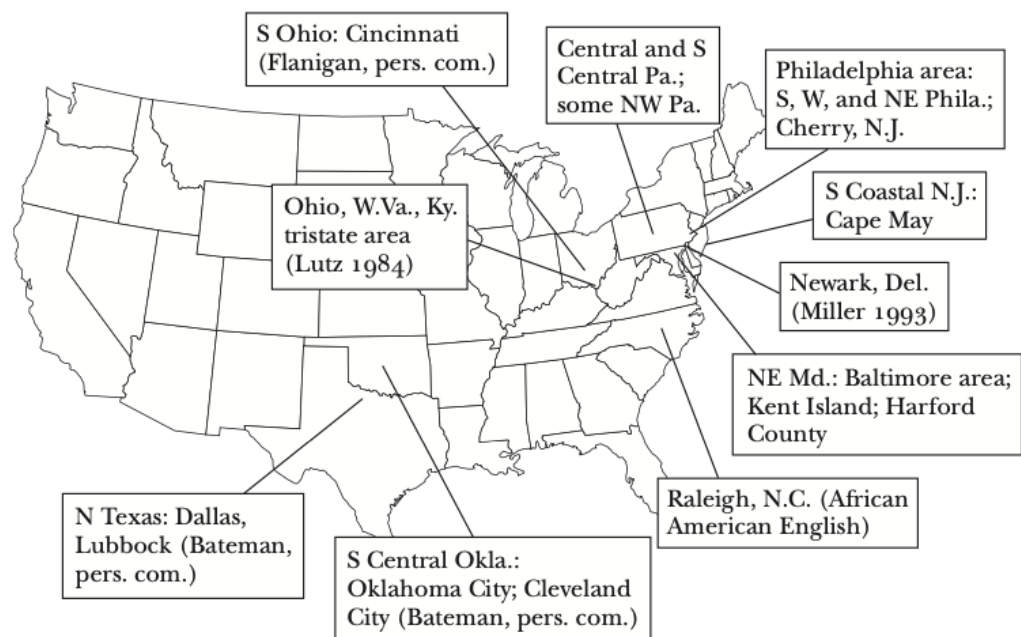 S Ohio: Cincinnati
(Flanigan, pers. com.)
Central and S
Central Pa.;
some NW Pa.
Philadelphia area:
S, W, and NE Phila.;
Cherry, N.J.
Ohio, W.Va., Ky.
tristate area
(Lutz 1984)
S Coastal N.J.:
Cape May
Newark, Del.
(Miller 1993)
NE Md.: Baltimore area;
Kent Island; Harford
County
Raleigh, N.C. (African
American English)
N Texas: Dallas,
Lubbock (Bateman,
pers. com.)
S Central Okla.:
Oklahoma City; Cleveland
City (Bateman, pers. com.)